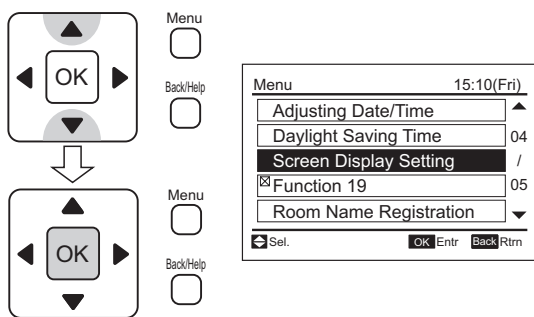 Menu
OK
Back/Help
Menu
OK
Back/Help
Menu 15:10(Fri)
Adjusting Date/Time
Daylight Saving Time 04
Screen Display Setting /
Function 19 05
Room Name Registration
Sel. OK Entr Back Rtrn